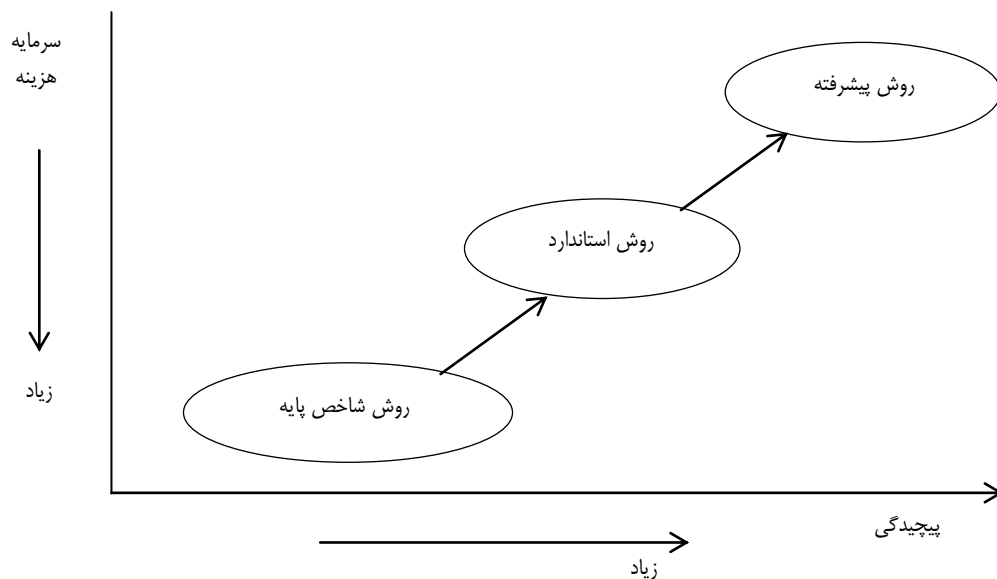 سرمایه
هزینه
روش پیشرفته
روش استاندارد
زیاد
روش شاخص پایه
پیچیدگی
زیاد